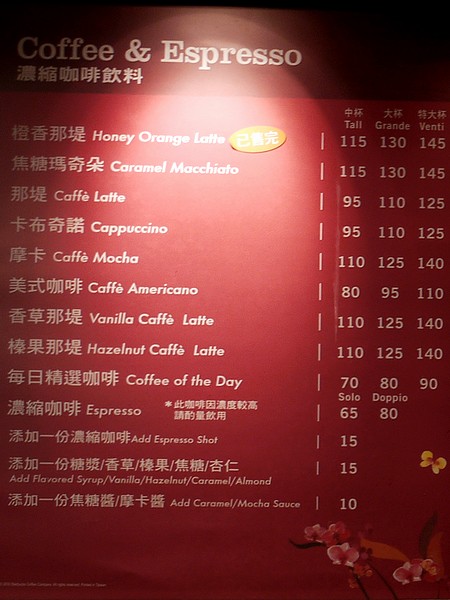 Coffee & Espresso
濃縮咖啡飲料
中杯 大杯 特大杯
Tall Grande Venti
橙香那堤 Honey Orange Latte 已售完 | 115 130 145
焦糖瑪奇朵 Caramel Macchiato | 115 130 145
那堤 Caffè Latte | 95 110 125
卡布奇諾 Cappuccino | 95 110 125
摩卡 Caffè Mocha | 110 125 140
美式咖啡 Caffè Americano | 80 95 110
香草那堤 Vanilla Caffè Latte | 110 125 140
榛果那堤 Hazelnut Caffè Latte | 110 125 140
每日精選咖啡 Coffee of the Day | 70 80 90
Solo Doppio
濃縮咖啡 Espresso *此咖啡因濃度較高 | 65 80
請酌量飲用
添加一份濃縮咖啡Add Espresso Shot | 15
添加一份糖漿/香草/榛果/焦糖/杏仁 | 15
Add Flavored Syrup/Vanilla/Hazelnut/Caramel/Almond
添加一份焦糖醬/摩卡醬 Add Caramel/Mocha Sauce | 10